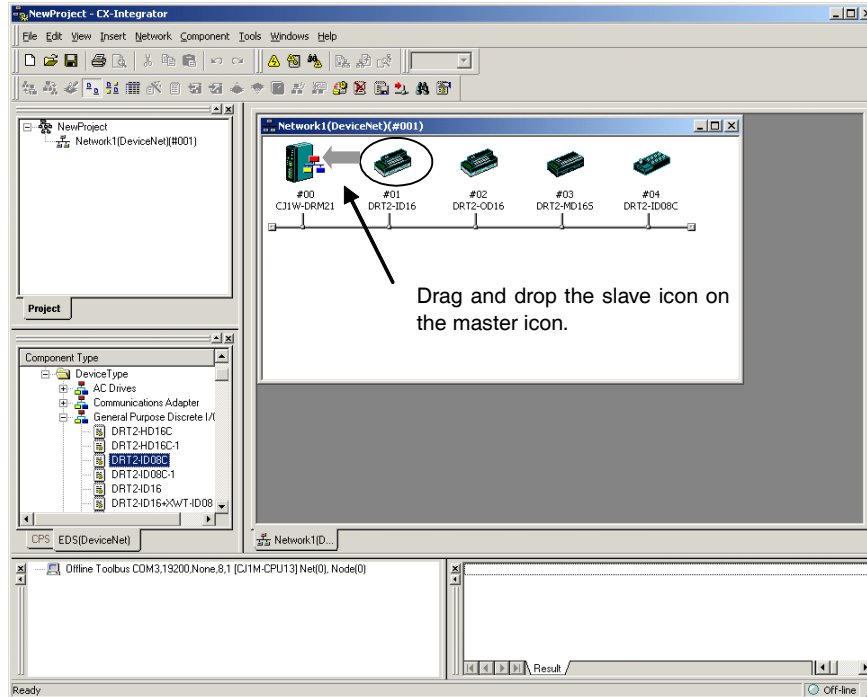 NewProject - CX-Integrator
File Edit View Insert Network Component Tools Windows Help
NewProject
Network1(DeviceNet)(#001)
Project
Component Type
DeviceType
AC Drives
Communications Adapter
General Purpose Discrete I/(
DRT2-HD16C
DRT2-HD16C-1
DRT2-ID08C
DRT2-ID08C-1
DRT2-ID16
DRT2-ID16+XWT-ID08
CPS EDS(DeviceNet)
Network1(DeviceNet)(#001)
#00 #01 #02 #03 #04
CJ1W-DRM21 DRT2-ID16 DRT2-OD16 DRT2-MD16S DRT2-ID08C
Drag and drop the slave icon on
the master icon.
Network1(D...
Offline Toolbus COM3,19200,None,8,1 [CJ1M-CPU13] Net(0), Node(0)
Result
Ready
Off-line